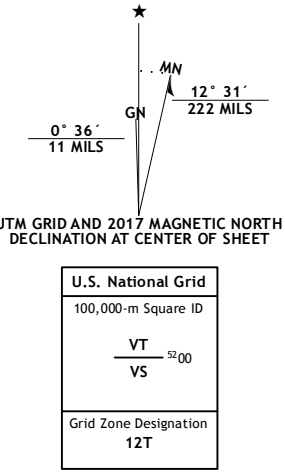 MN
GN
12° 31´
222 MILS
0° 36´
11 MILS
UTM GRID AND 2017 MAGNETIC NORTH
DECLINATION AT CENTER OF SHEET
U.S. National Grid
100,000-m Square ID
VT
5200
VS
Grid Zone Designation
12T